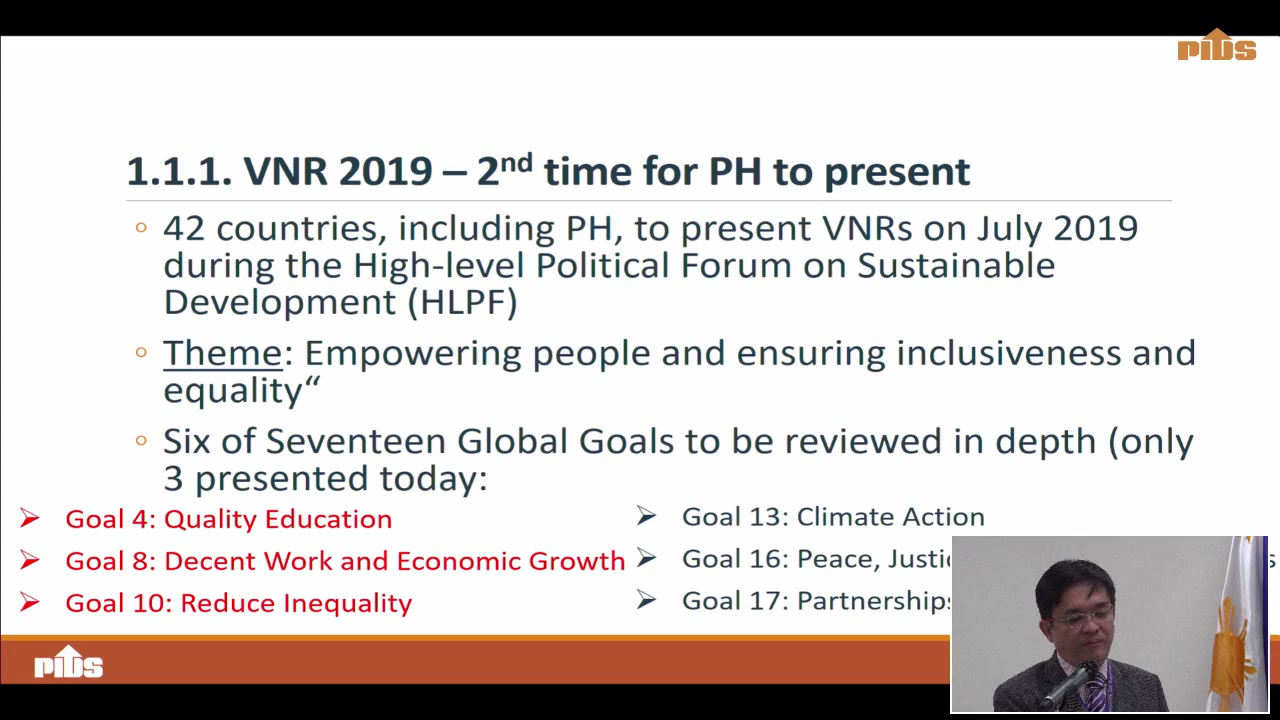 PIDS
1.1.1. VNR 2019 – 2nd time for PH to present
◦ 42 countries, including PH, to present VNRs on July 2019
during the High-level Political Forum on Sustainable
Development (HLPF)
◦ Theme: Empowering people and ensuring inclusiveness and
equality“
◦ Six of Seventeen Global Goals to be reviewed in depth (only
3 presented today:
➢ Goal 4: Quality Education
➢ Goal 8: Decent Work and Economic Growth
➢ Goal 10: Reduce Inequality
➢ Goal 13: Climate Action
➢ Goal 16: Peace,
➢ Goal 17: Partnerships
PIDS